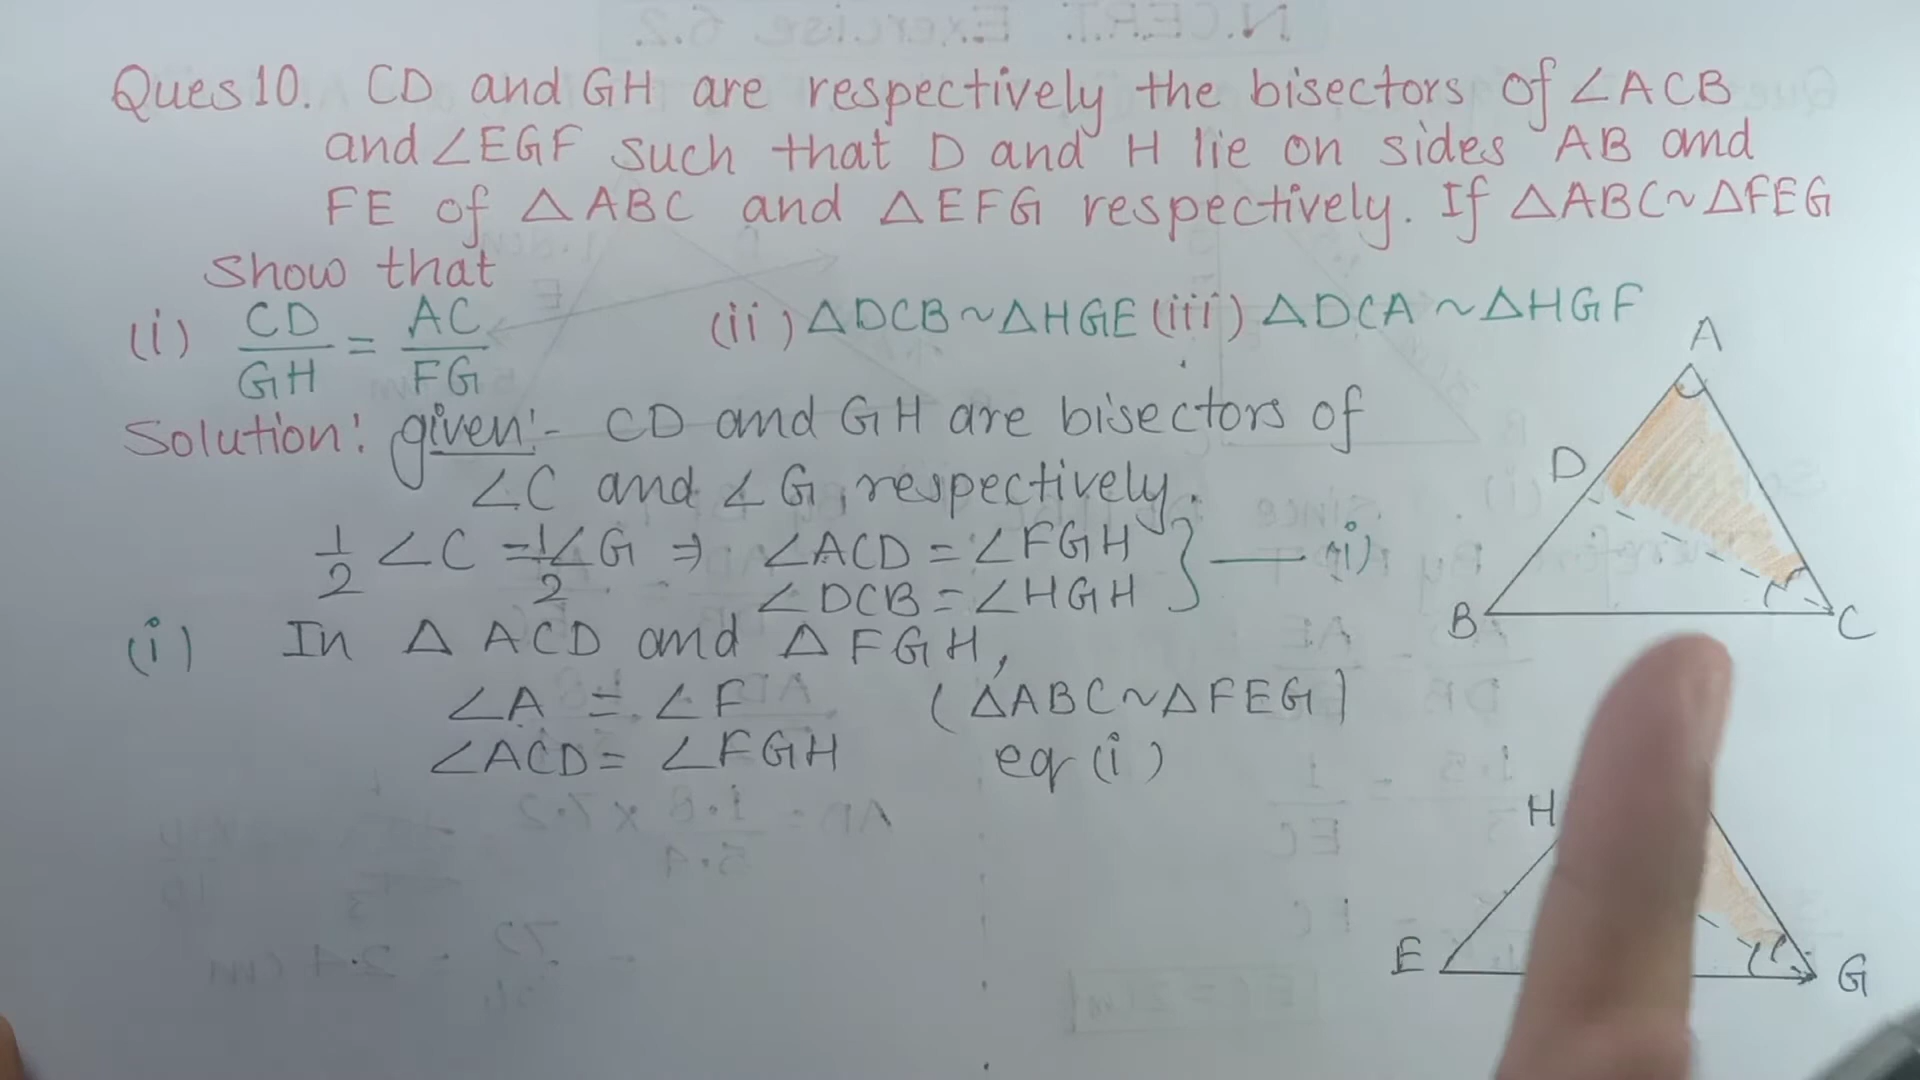 Ques 10. CD and GH are respectively the bisectors of ∠ACB
and ∠EGF such that D and H lie on sides AB and
FE of △ABC and △EFG respectively. If △ABC ~ △FEG
Show that
(i) CD/GH = AC/FG (ii) △DCB ~ △HGE (iii) △DCA ~ △HGF
Solution: given:- CD and GH are bisectors of
∠C and ∠G, respectively.
1/2 ∠C = 1/2 ∠G ⇒ ∠ACD = ∠FGH
∠DCB = ∠HGH } — (i)
(i) In △ ACD and △ FGH,
∠A = ∠F (△ABC ~ △FEG)
∠ACD = ∠FGH eq (i)
A
D
B
C
H
E
G